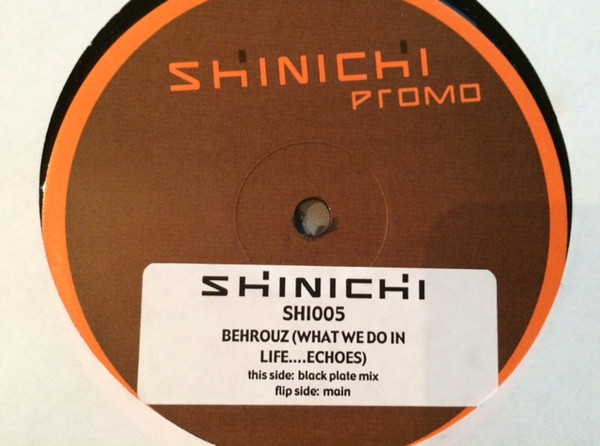 SHINICHI
PROMO
SHINICHI
SHI005
BEHROUZ (WHAT WE DO IN
LIFE....ECHOES)
this side: black plate mix
flip side: main